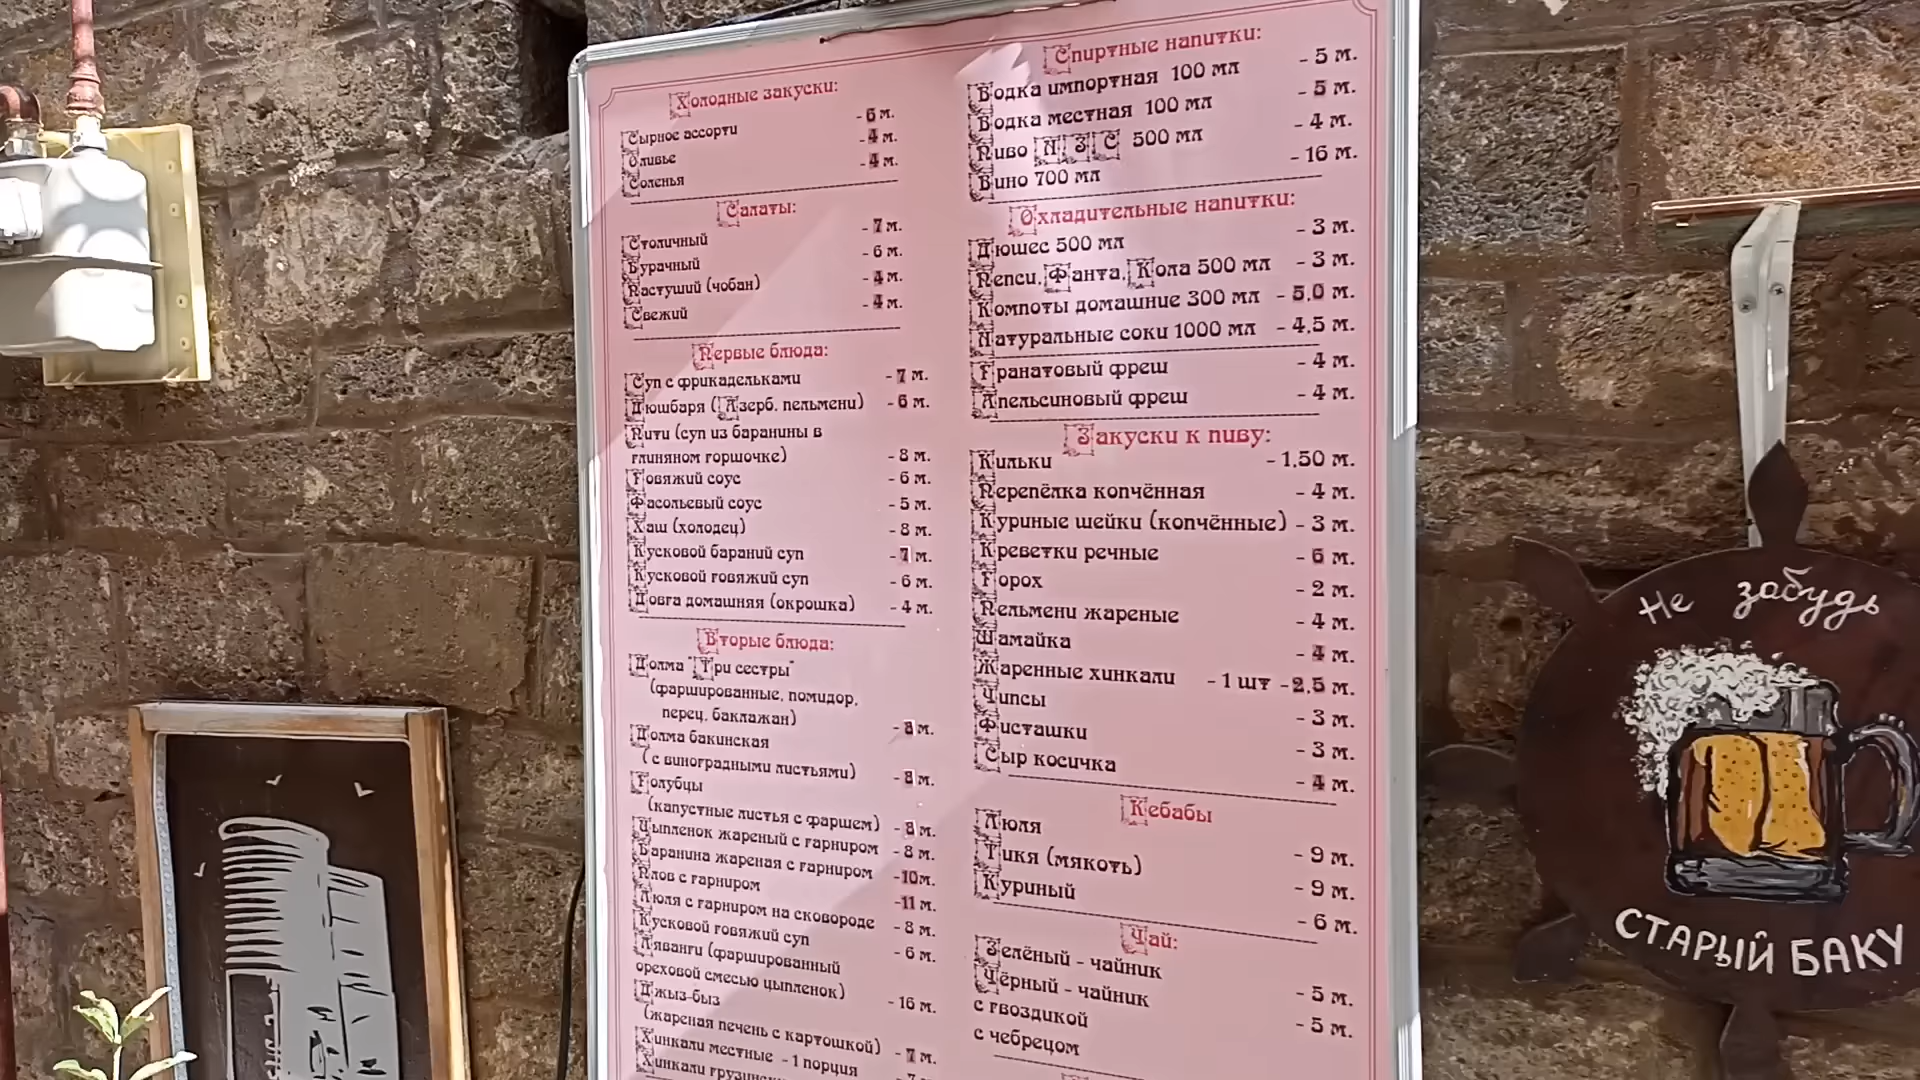 Холодные закуски:
Сырное ассорти - 6 м.
Оливье - 4 м.
Соленья - 4 м.
Салаты:
Столичный - 7 м.
Бурачный - 6 м.
Пастуший (чобан) - 4 м.
Свежий - 4 м.
Первые блюда:
Суп с фрикадельками - 7 м.
Дюшбаря (Азерб. пельмени) - 6 м.
Пити (суп из баранины в
глиняном горшочке) - 8 м.
Говяжий соус - 6 м.
Фасольевый соус - 5 м.
Хаш (холодец) - 8 м.
Кусковой бараний суп - 7 м.
Кусковой говяжий суп - 6 м.
Довга домашняя (окрошка) - 4 м.
Вторые блюда:
Долма "Три сестры"
(фаршированные, помидор,
перец, баклажан) - 8 м.
Долма бакинская
( с виноградными листьями) - 8 м.
Голубцы
(капустные листья с фаршем) - 8 м.
Цыпленок жареный с гарниром - 8 м.
Баранина жареная с гарниром -10м.
Плов с гарниром -11 м.
Люля с гарниром на сковороде - 8 м.
Кусковой говяжий суп - 6 м.
Лявянги (фаршированный
ореховой смесью цыпленок) - 16 м.
Джыз-быз
(жареная печень с картошкой) - 7 м.
Хинкали местные - 1 порция
Хинкали
Спиртные напитки:
Водка импортная 100 мл - 5 м.
Водка местная 100 мл - 5 м.
Пиво N З С 500 мл - 4 м.
Вино 700 мл - 16 м.
Охладительные напитки:
Дюшес 500 мл - 3 м.
Пепси, Фанта, Кола 500 мл - 3 м.
Компоты домашние 300 мл - 5.0 м.
Натуральные соки 1000 мл - 4.5 м.
Гранатовый фреш - 4 м.
Апельсиновый фреш - 4 м.
Закуски к пиву:
Кильки - 1.50 м.
Перепёлка копчённая - 4 м.
Куриные шейки (копчённые) - 3 м.
Креветки речные - 6 м.
Горох - 2 м.
Пельмени жареные - 4 м.
Шамайка - 4 м.
Жаренные хинкали - 1 шт - 2.5 м.
Чипсы - 3 м.
Фисташки - 3 м.
Сыр косичка - 4 м.
Кебабы
Люля - 9 м.
Тикя (мякоть) - 9 м.
Куриный - 6 м.
Чай:
Зелёный - чайник - 5 м.
Чёрный - чайник - 5 м.
с гвоздикой
с чебрецом
Не забудь
СТАРЫЙ БАКУ